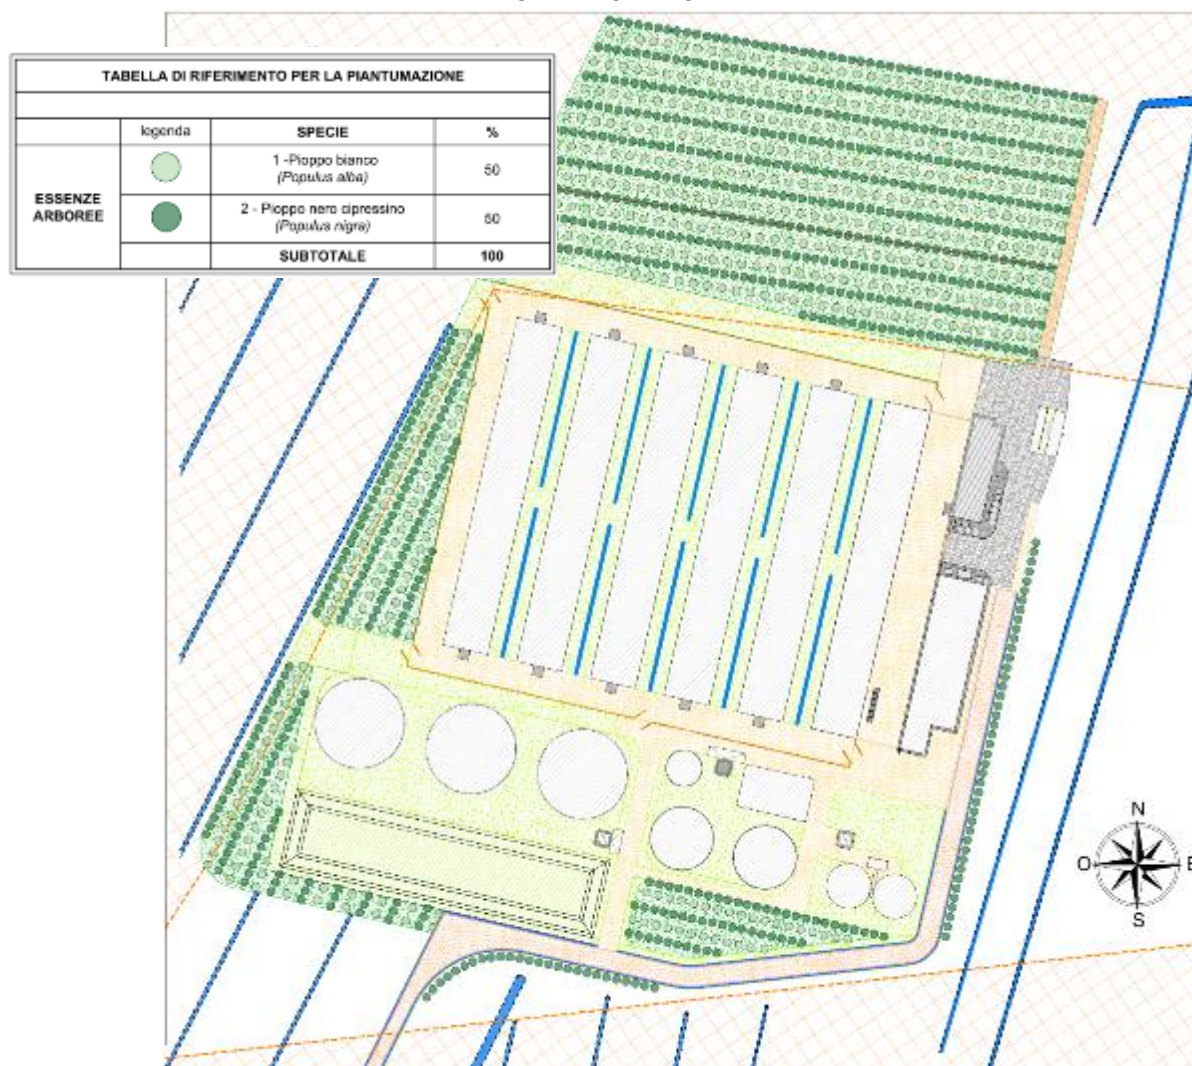 TABELLA DI RIFERIMENTO PER LA PIANTUMAZIONE
legenda SPECIE %
ESSENZE ARBOREE
1 -Pioppo bianco
(Populus alba)
50
2 - Pioppo nero cipressino
(Populus nigra)
50
SUBTOTALE 100
N
O E
S